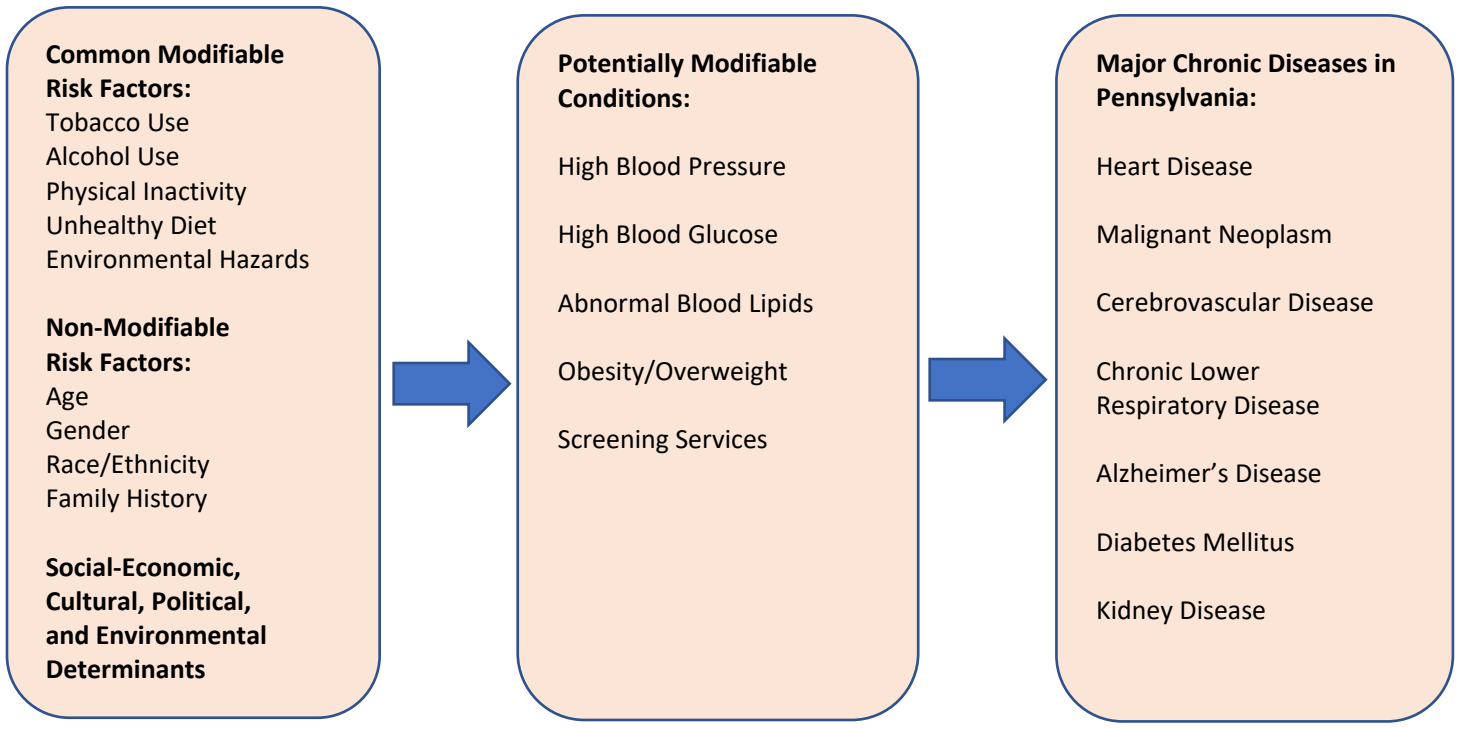 Common Modifiable
Risk Factors:
Tobacco Use
Alcohol Use
Physical Inactivity
Unhealthy Diet
Environmental Hazards
Non-Modifiable
Risk Factors:
Age
Gender
Race/Ethnicity
Family History
Social-Economic,
Cultural, Political,
and Environmental
Determinants
Potentially Modifiable
Conditions:
High Blood Pressure
High Blood Glucose
Abnormal Blood Lipids
Obesity/Overweight
Screening Services
Major Chronic Diseases in
Pennsylvania:
Heart Disease
Malignant Neoplasm
Cerebrovascular Disease
Chronic Lower
Respiratory Disease
Alzheimer’s Disease
Diabetes Mellitus
Kidney Disease